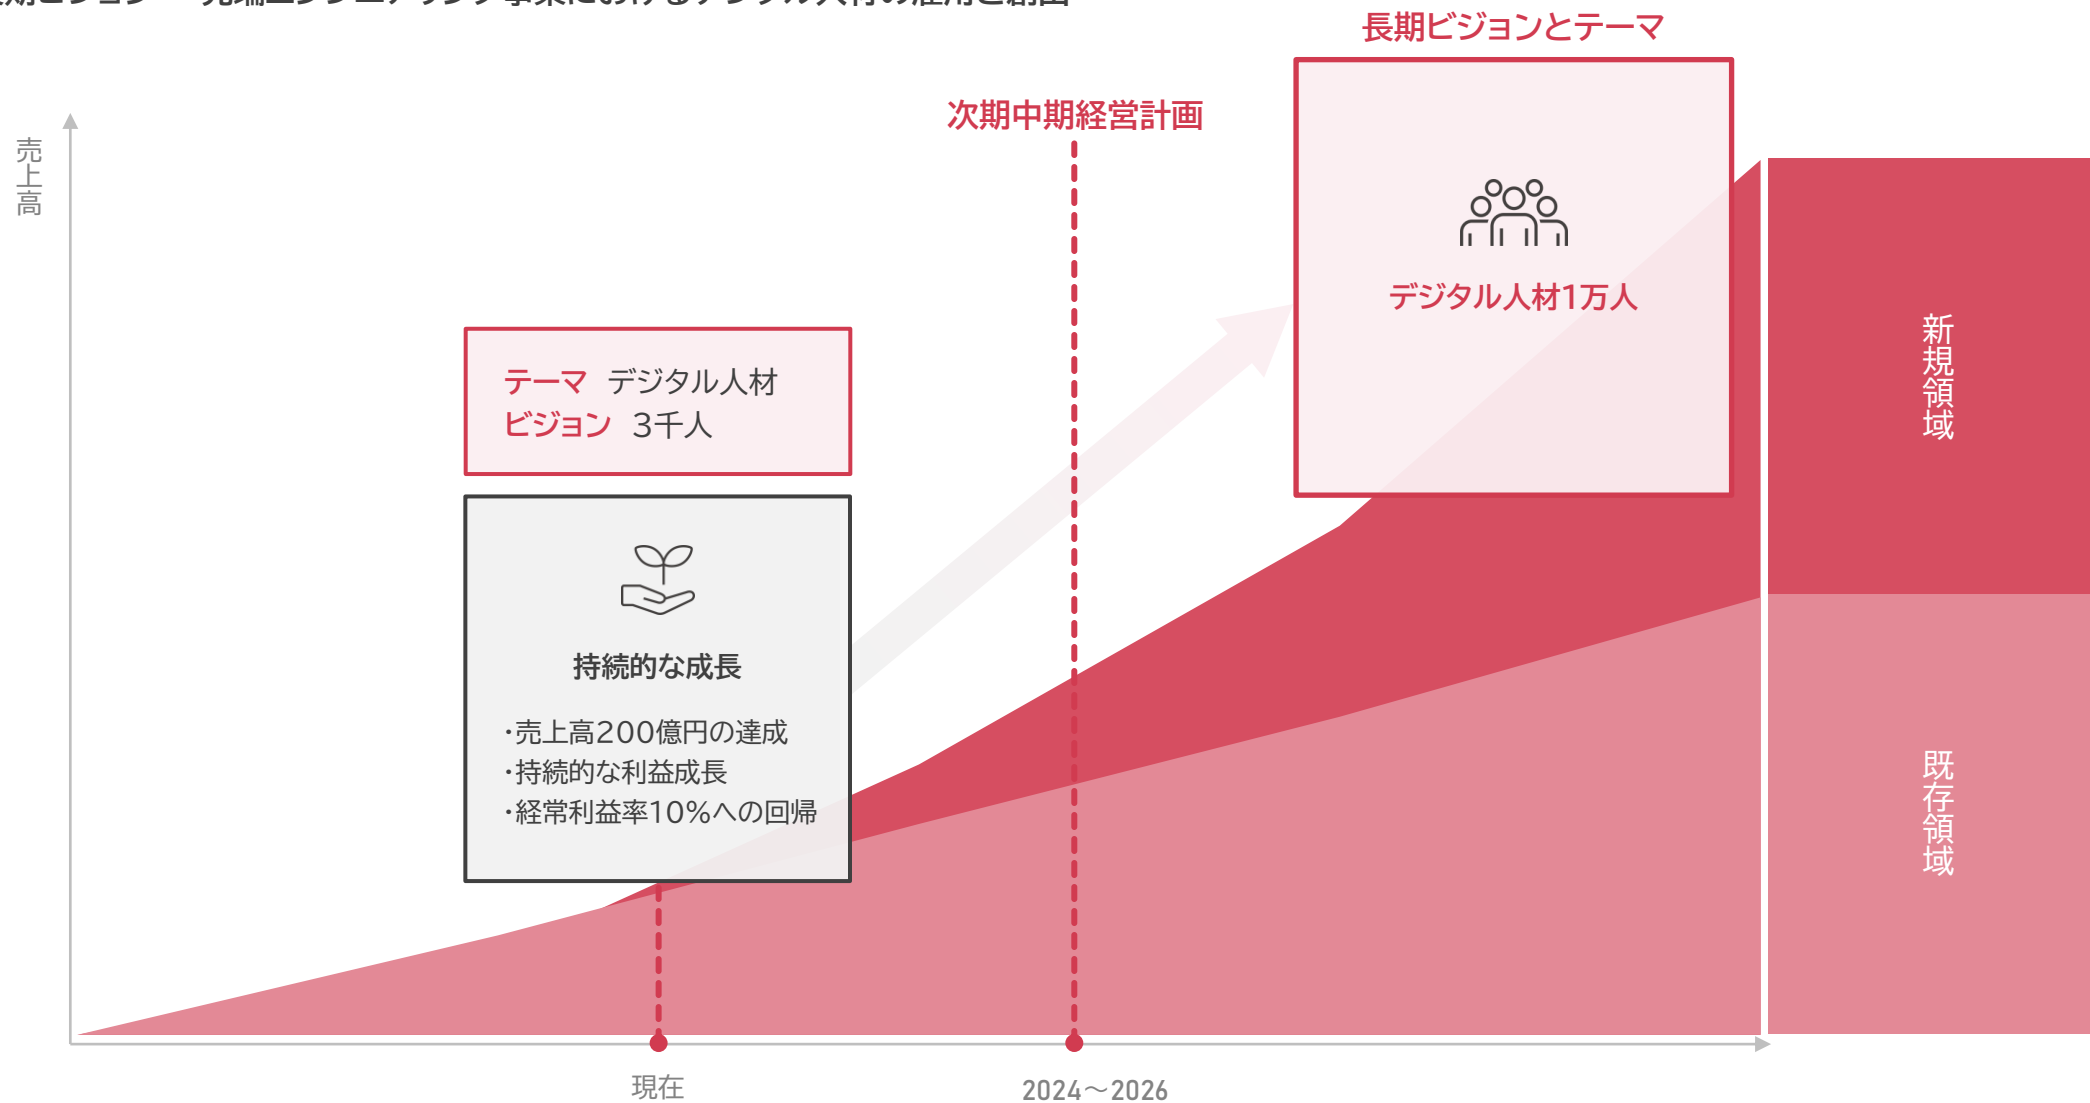 長期ビジョンとテーマ
次期中期経営計画
売上高
デジタル人材1万人
テーマ デジタル人材
ビジョン 3千人
新規領域
持続的な成長
・売上高200億円の達成
・持続的な利益成長
・経常利益率10%への回帰
既存領域
現在
2024～2026